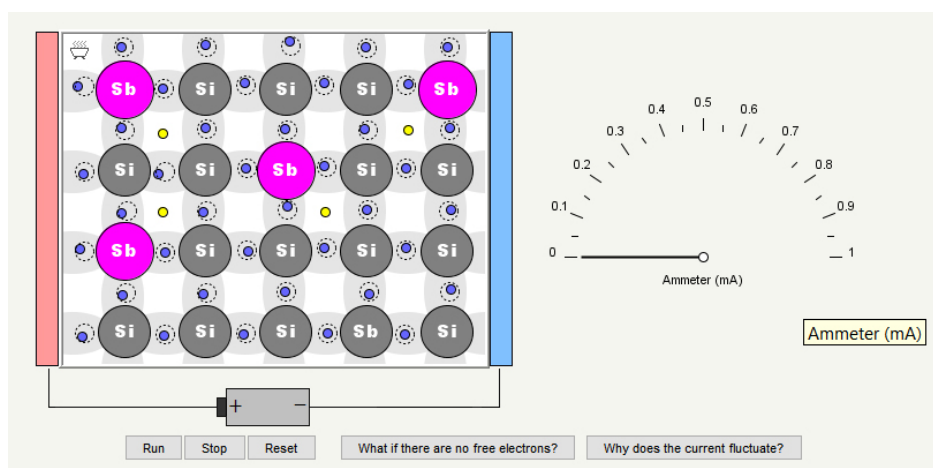 Sb Si Si Si Sb
Si Si Sb Si Si
Sb Si Si Si Si
Si Si Si Sb Si
+ −
0 0.1 0.2 0.3 0.4 0.5 0.6 0.7 0.8 0.9 1
Ammeter (mA)
Ammeter (mA)
Run Stop Reset What if there are no free electrons? Why does the current fluctuate?